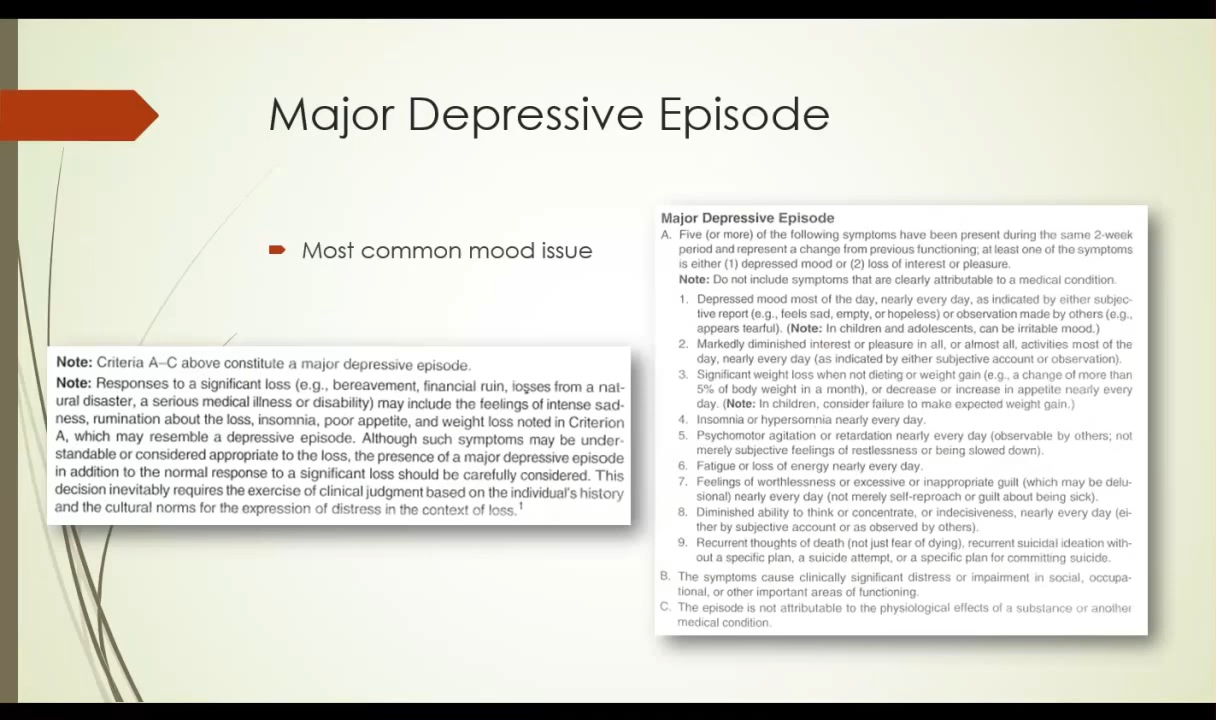 Major Depressive Episode
Most common mood issue
Note: Criteria A–C above constitute a major depressive episode.
Note: Responses to a significant loss (e.g., bereavement, financial ruin, losses from a nat-
ural disaster, a serious medical illness or disability) may include the feelings of intense sad-
ness, rumination about the loss, insomnia, poor appetite, and weight loss noted in Criterion
A, which may resemble a depressive episode. Although such symptoms may be under-
standable or considered appropriate to the loss, the presence of a major depressive episode
in addition to the normal response to a significant loss should be carefully considered. This
decision inevitably requires the exercise of clinical judgment based on the individual's history
and the cultural norms for the expression of distress in the context of loss.1
Major Depressive Episode
A. Five (or more) of the following symptoms have been present during the same 2-week
period and represent a change from previous functioning; at least one of the symptoms
is either (1) depressed mood or (2) loss of interest or pleasure.
Note: Do not include symptoms that are clearly attributable to a medical condition.
1. Depressed mood most of the day, nearly every day, as indicated by either subjec-
tive report (e.g., feels sad, empty, or hopeless) or observation made by others (e.g.,
appears tearful). (Note: In children and adolescents, can be irritable mood.)
2. Markedly diminished interest or pleasure in all, or almost all, activities most of the
day, nearly every day (as indicated by either subjective account or observation).
3. Significant weight loss when not dieting or weight gain (e.g., a change of more than
5% of body weight in a month), or decrease or increase in appetite nearly every
day. (Note: In children, consider failure to make expected weight gain.)
4. Insomnia or hypersomnia nearly every day.
5. Psychomotor agitation or retardation nearly every day (observable by others; not
merely subjective feelings of restlessness or being slowed down).
6. Fatigue or loss of energy nearly every day.
7. Feelings of worthlessness or excessive or inappropriate guilt (which may be delu-
sional) nearly every day (not merely self-reproach or guilt about being sick).
8. Diminished ability to think or concentrate, or indecisiveness, nearly every day (ei-
ther by subjective account or as observed by others).
9. Recurrent thoughts of death (not just fear of dying), recurrent suicidal ideation with-
out a specific plan, a suicide attempt, or a specific plan for committing suicide.
B. The symptoms cause clinically significant distress or impairment in social, occupa-
tional, or other important areas of functioning.
C. The episode is not attributable to the physiological effects of a substance or another
medical condition.